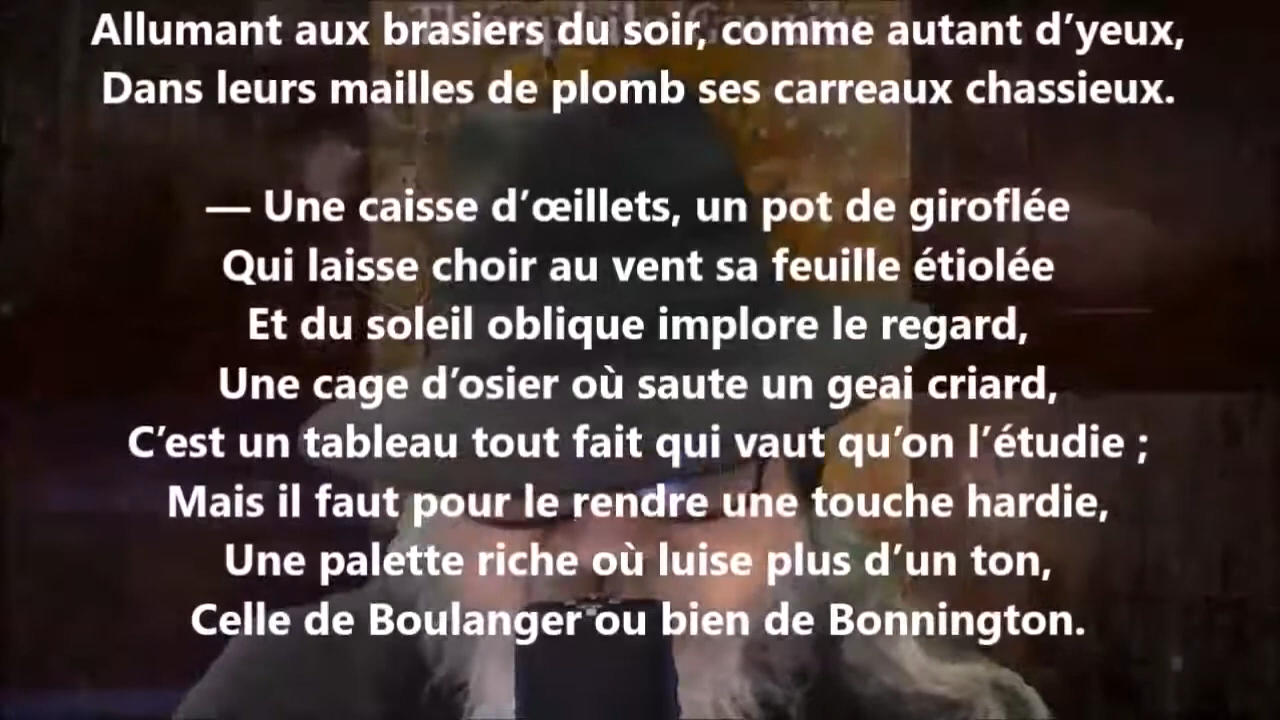 Allumant aux brasiers du soir, comme autant d’yeux,
Dans leurs mailles de plomb ses carreaux chassieux.
— Une caisse d’œillets, un pot de giroflée
Qui laisse choir au vent sa feuille étiolée
Et du soleil oblique implore le regard,
Une cage d’osier où saute un geai criard,
C’est un tableau tout fait qui vaut qu’on l’étudie ;
Mais il faut pour le rendre une touche hardie,
Une palette riche où luise plus d’un ton,
Celle de Boulanger ou bien de Bonnington.